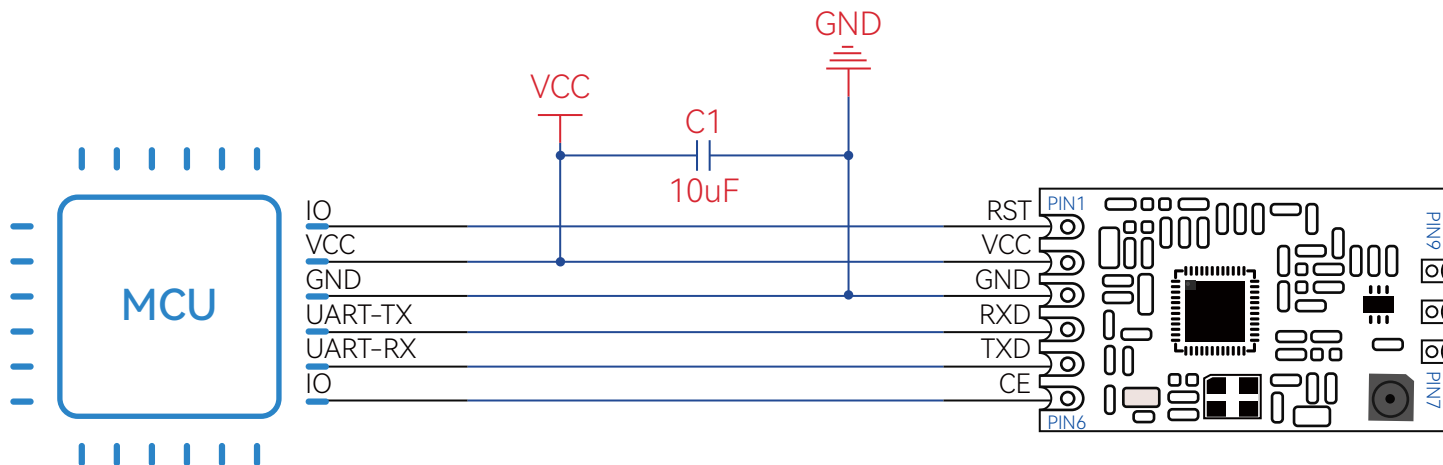 GND
VCC
C1
10uF
IO
RST
PIN1
VCC
VCC
GND
GND
MCU
UART-TX
RXD
UART-RX
TXD
IO
CE
PIN6
PIN9
PIN7